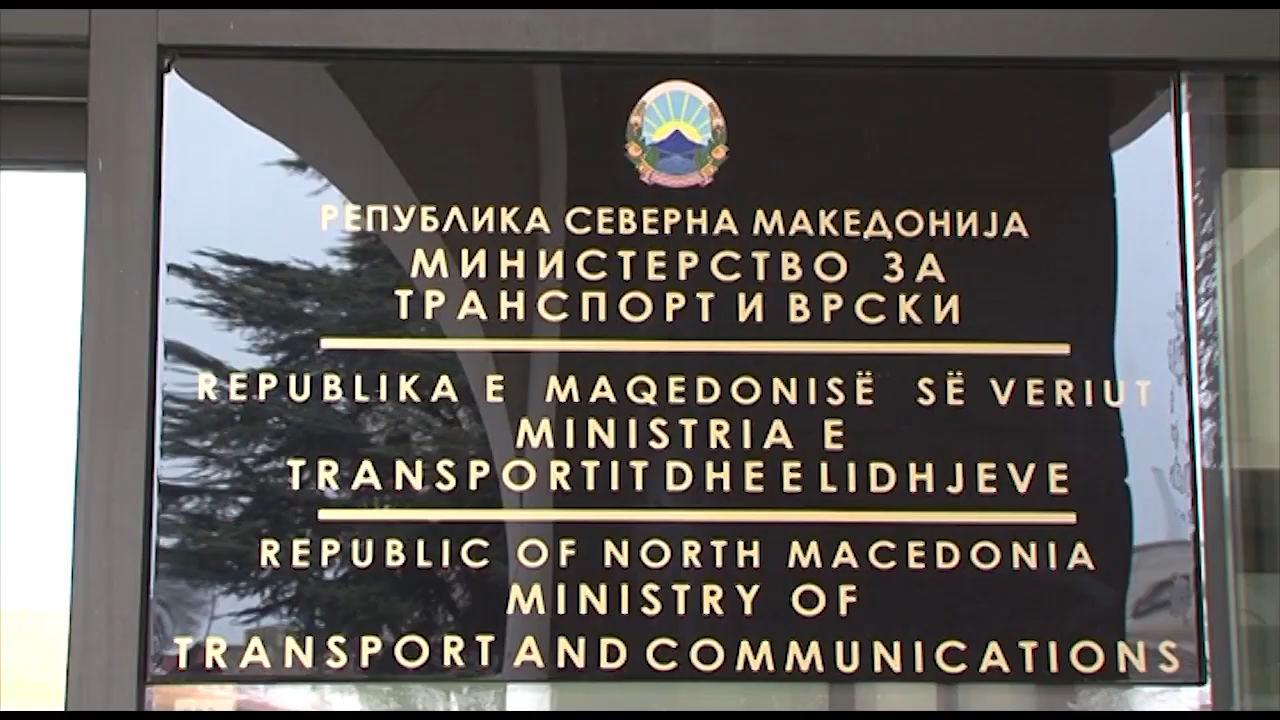 РЕПУБЛИКА СЕВЕРНА МАКЕДОНИЈА
МИНИСТЕРСТВО ЗА
ТРАНСПОРТ И ВРСКИ
REPUBLIKA E MAQEDONISË SË VERIUT
MINISTRIA E
TRANSPORTIT DHE E LIDHJEVE
REPUBLIC OF NORTH MACEDONIA
MINISTRY OF
TRANSPORT AND COMMUNICATIONS